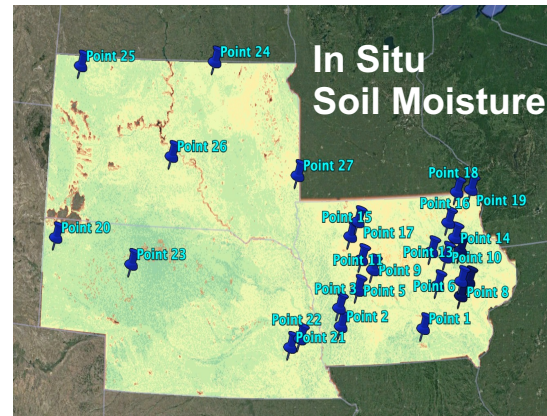 In Situ
Soil Moisture
Point 25
Point 24
Point 26
Point 27
Point 18
Point 19
Point 16
Point 15
Point 17
Point 14
Point 13
Point 10
Point 20
Point 23
Point 11
Point 9
Point 6
Point 8
Point 3
Point 5
Point 22
Point 21
Point 2
Point 1